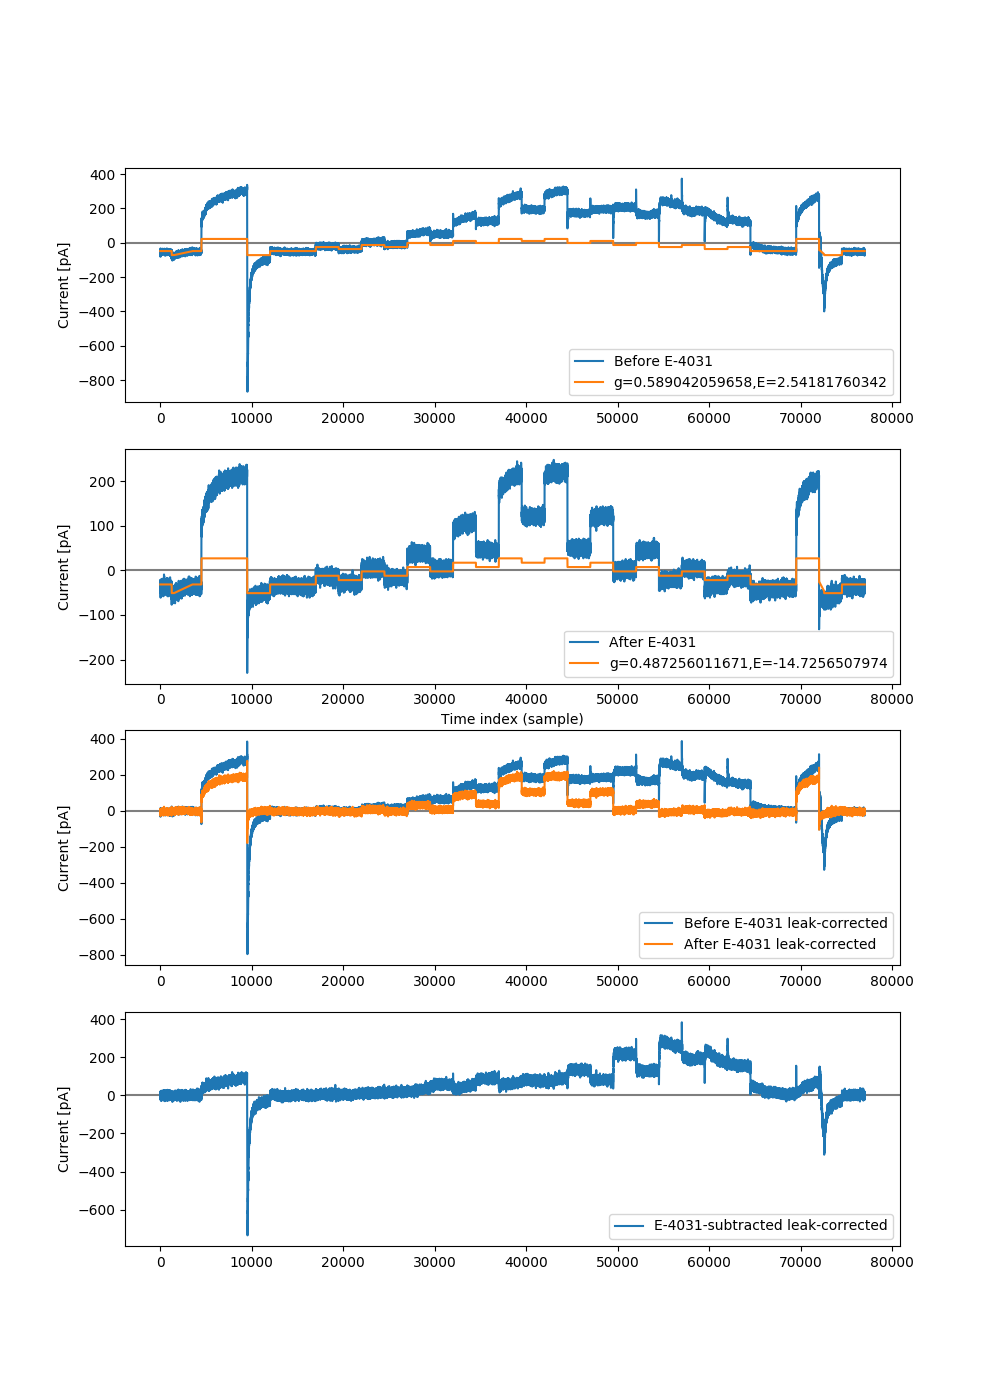 400
200
0
−200
−400
−600
−800
Current [pA]
Before E-4031
g=0.589042059658,E=2.54181760342
0 10000 20000 30000 40000 50000 60000 70000 80000
200
100
0
−100
−200
Current [pA]
After E-4031
g=0.487256011671,E=-14.7256507974
0 10000 20000 30000 40000 50000 60000 70000 80000
Time index (sample)
400
200
0
−200
−400
−600
−800
Current [pA]
Before E-4031 leak-corrected
After E-4031 leak-corrected
0 10000 20000 30000 40000 50000 60000 70000 80000
400
200
0
−200
−400
−600
Current [pA]
E-4031-subtracted leak-corrected
0 10000 20000 30000 40000 50000 60000 70000 80000